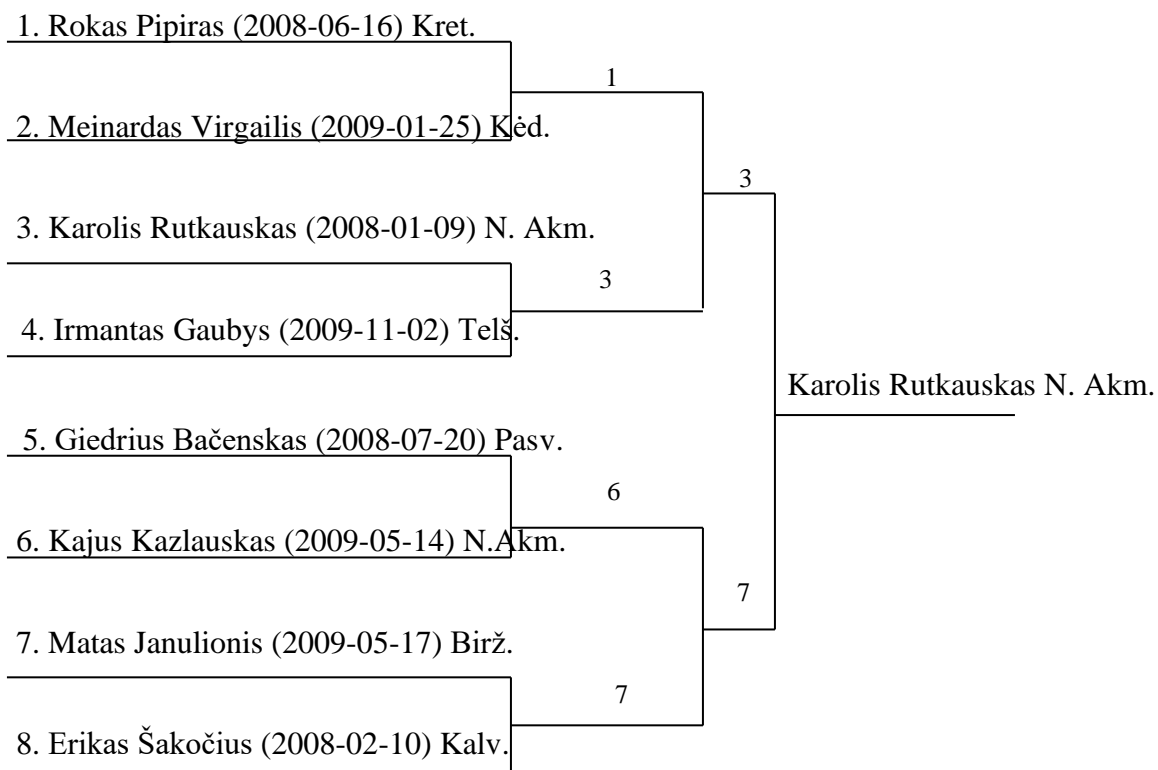 1. Rokas Pipiras (2008-06-16) Kret.
1
2. Meinardas Virgailis (2009-01-25) Kėd.
3
3. Karolis Rutkauskas (2008-01-09) N. Akm.
3
4. Irmantas Gaubys (2009-11-02) Telš.
Karolis Rutkauskas N. Akm.
5. Giedrius Bačenskas (2008-07-20) Pasv.
6
6. Kajus Kazlauskas (2009-05-14) N.Akm.
7
7. Matas Janulionis (2009-05-17) Birž.
7
8. Erikas Šakočius (2008-02-10) Kalv.